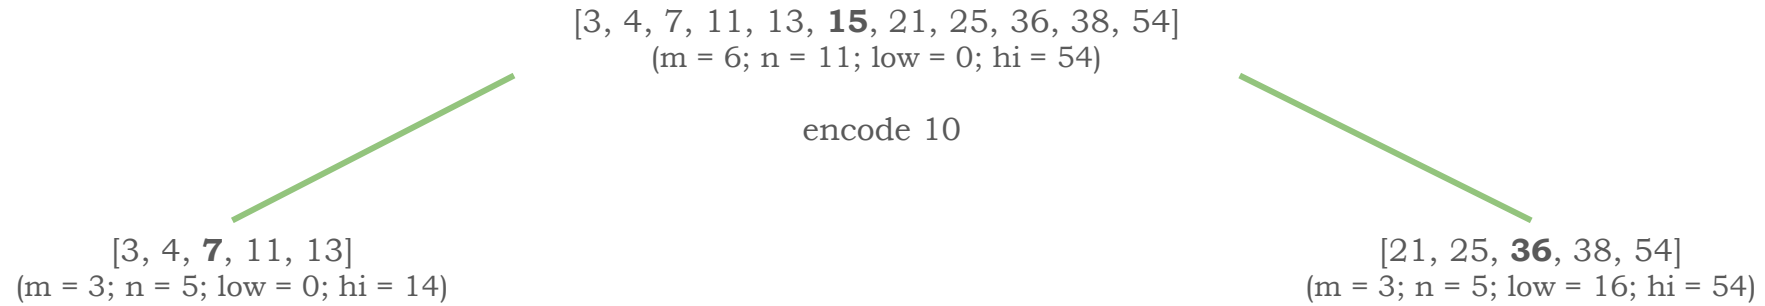 [3, 4, 7, 11, 13, 15, 21, 25, 36, 38, 54]
(m = 6; n = 11; low = 0; hi = 54)
encode 10
[3, 4, 7, 11, 13]
(m = 3; n = 5; low = 0; hi = 14)
[21, 25, 36, 38, 54]
(m = 3; n = 5; low = 16; hi = 54)